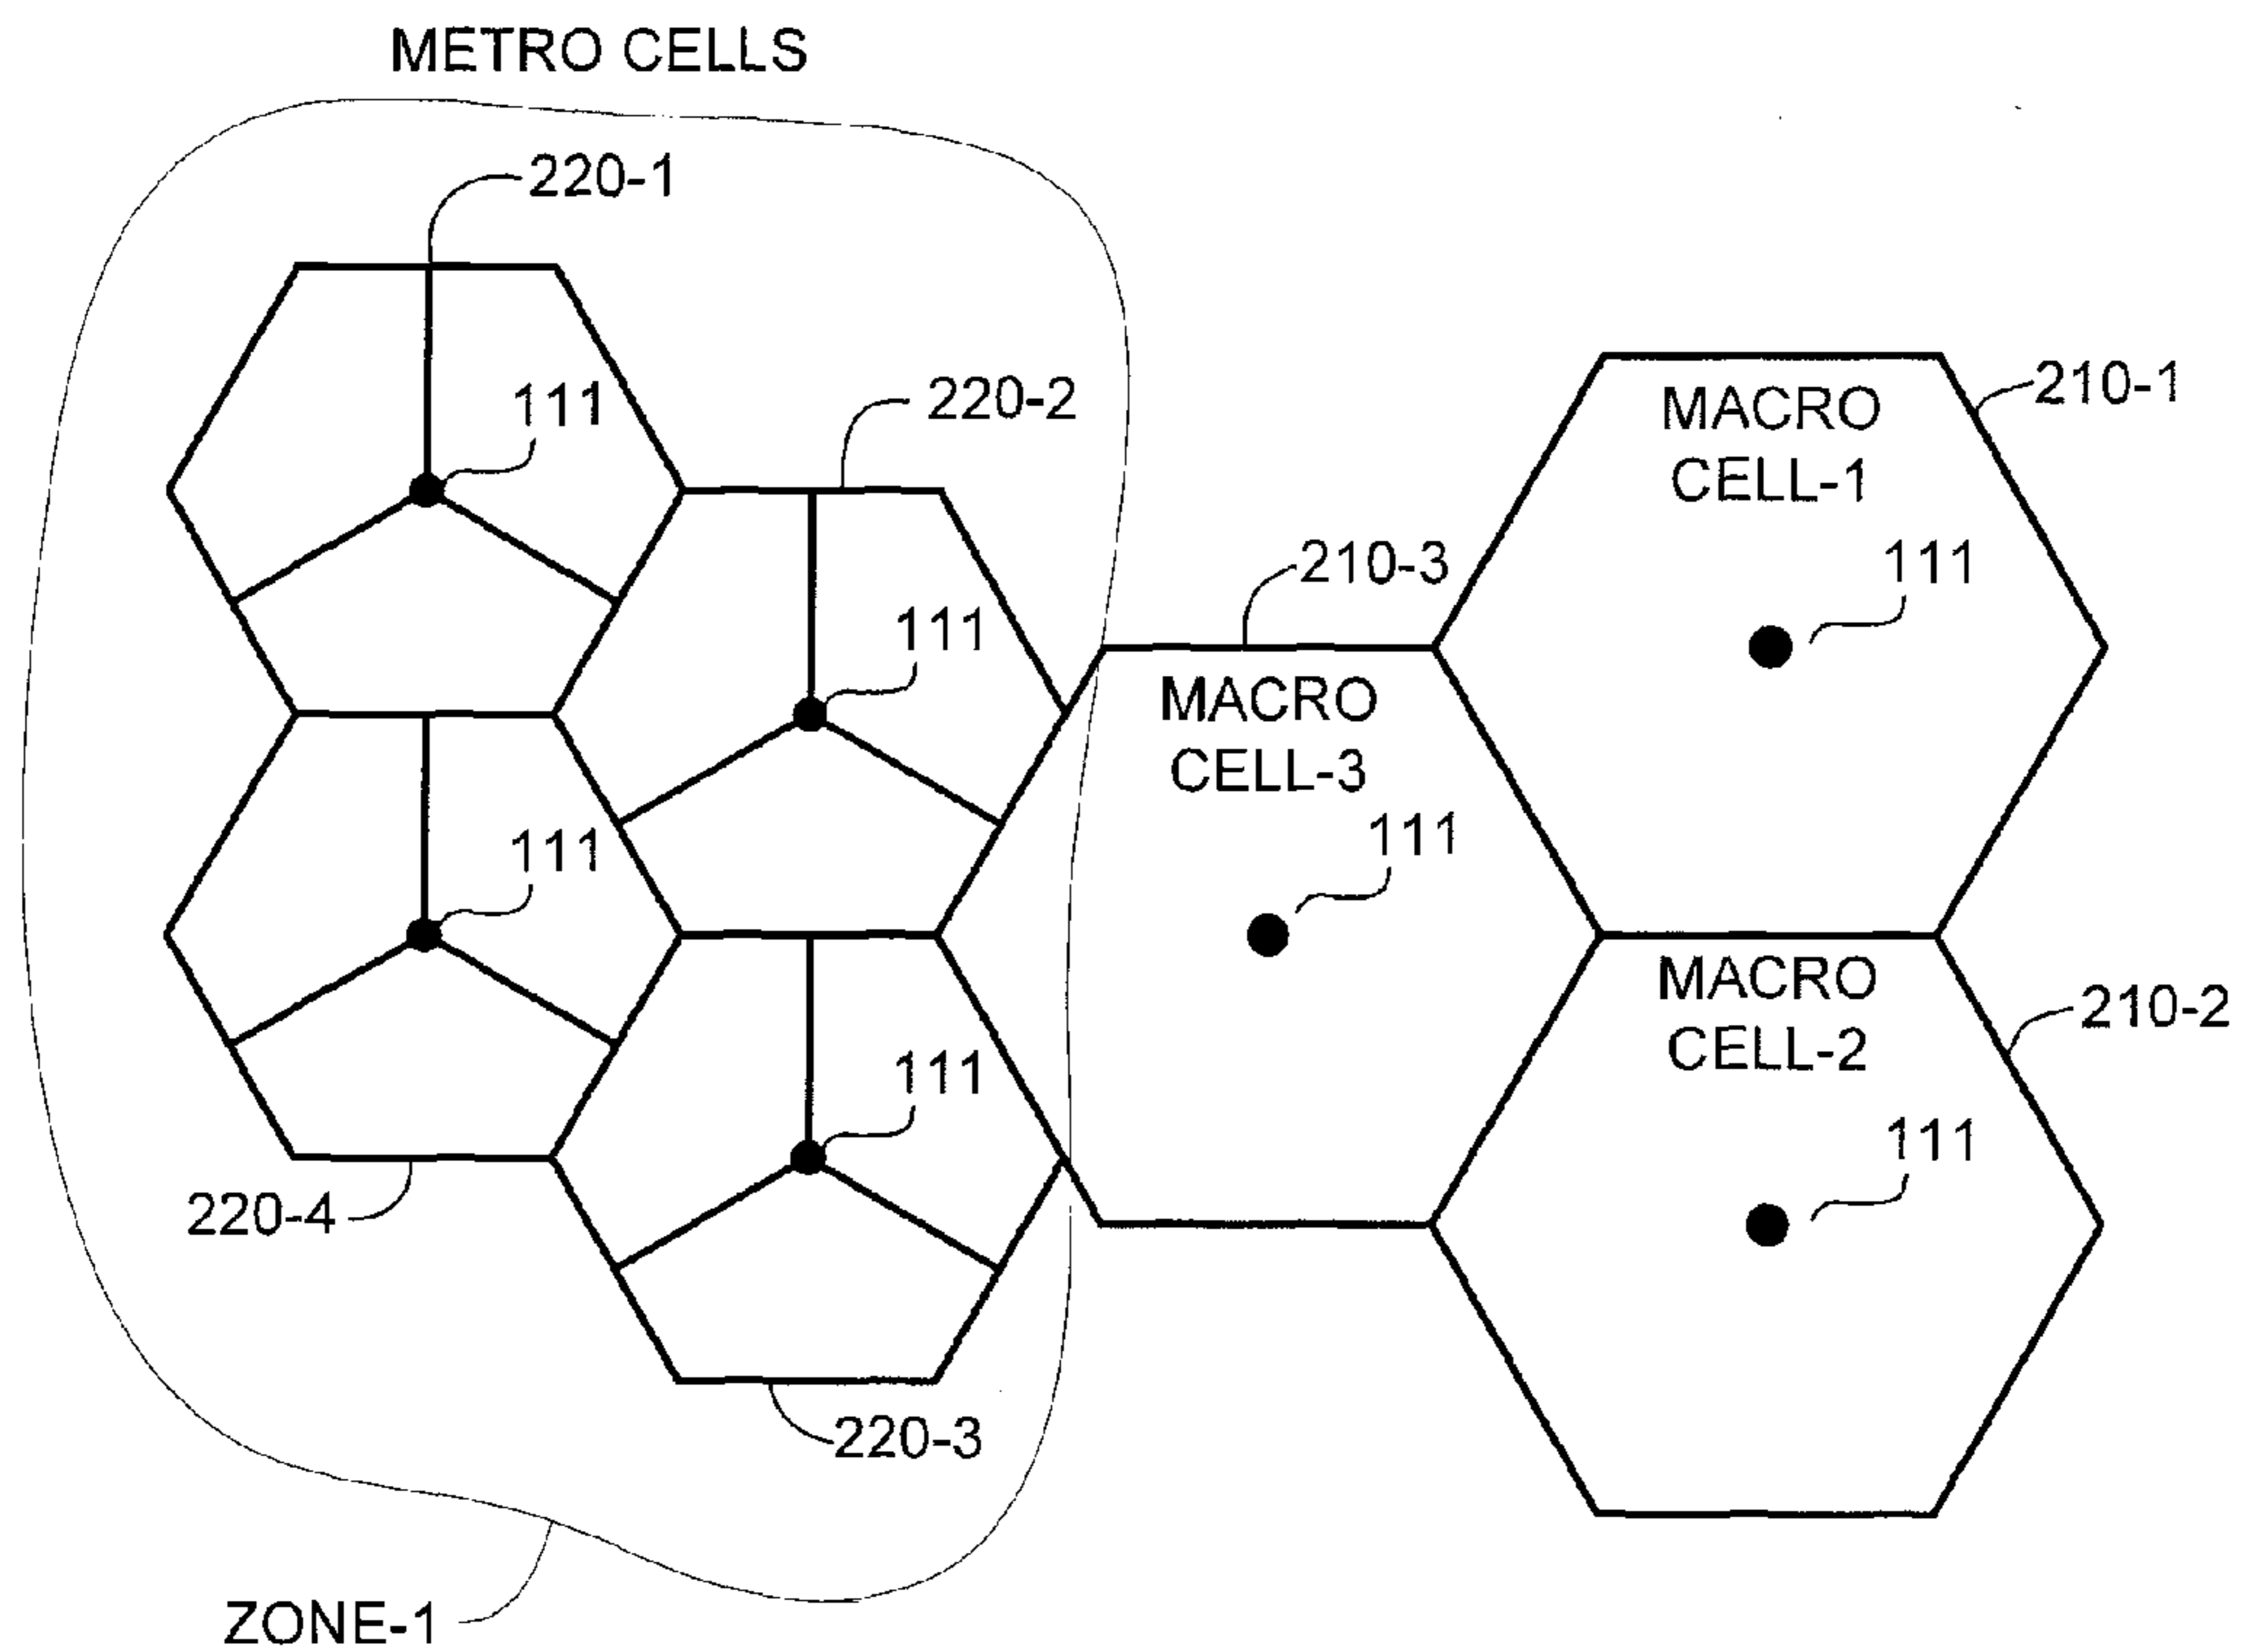 METRO CELLS
220-1
111
220-2
210-1
MACRO
CELL-1
111
210-3
111
MACRO
CELL-3
111
111
MACRO
CELL-2
210-2
111
111
220-4
220-3
ZONE-1